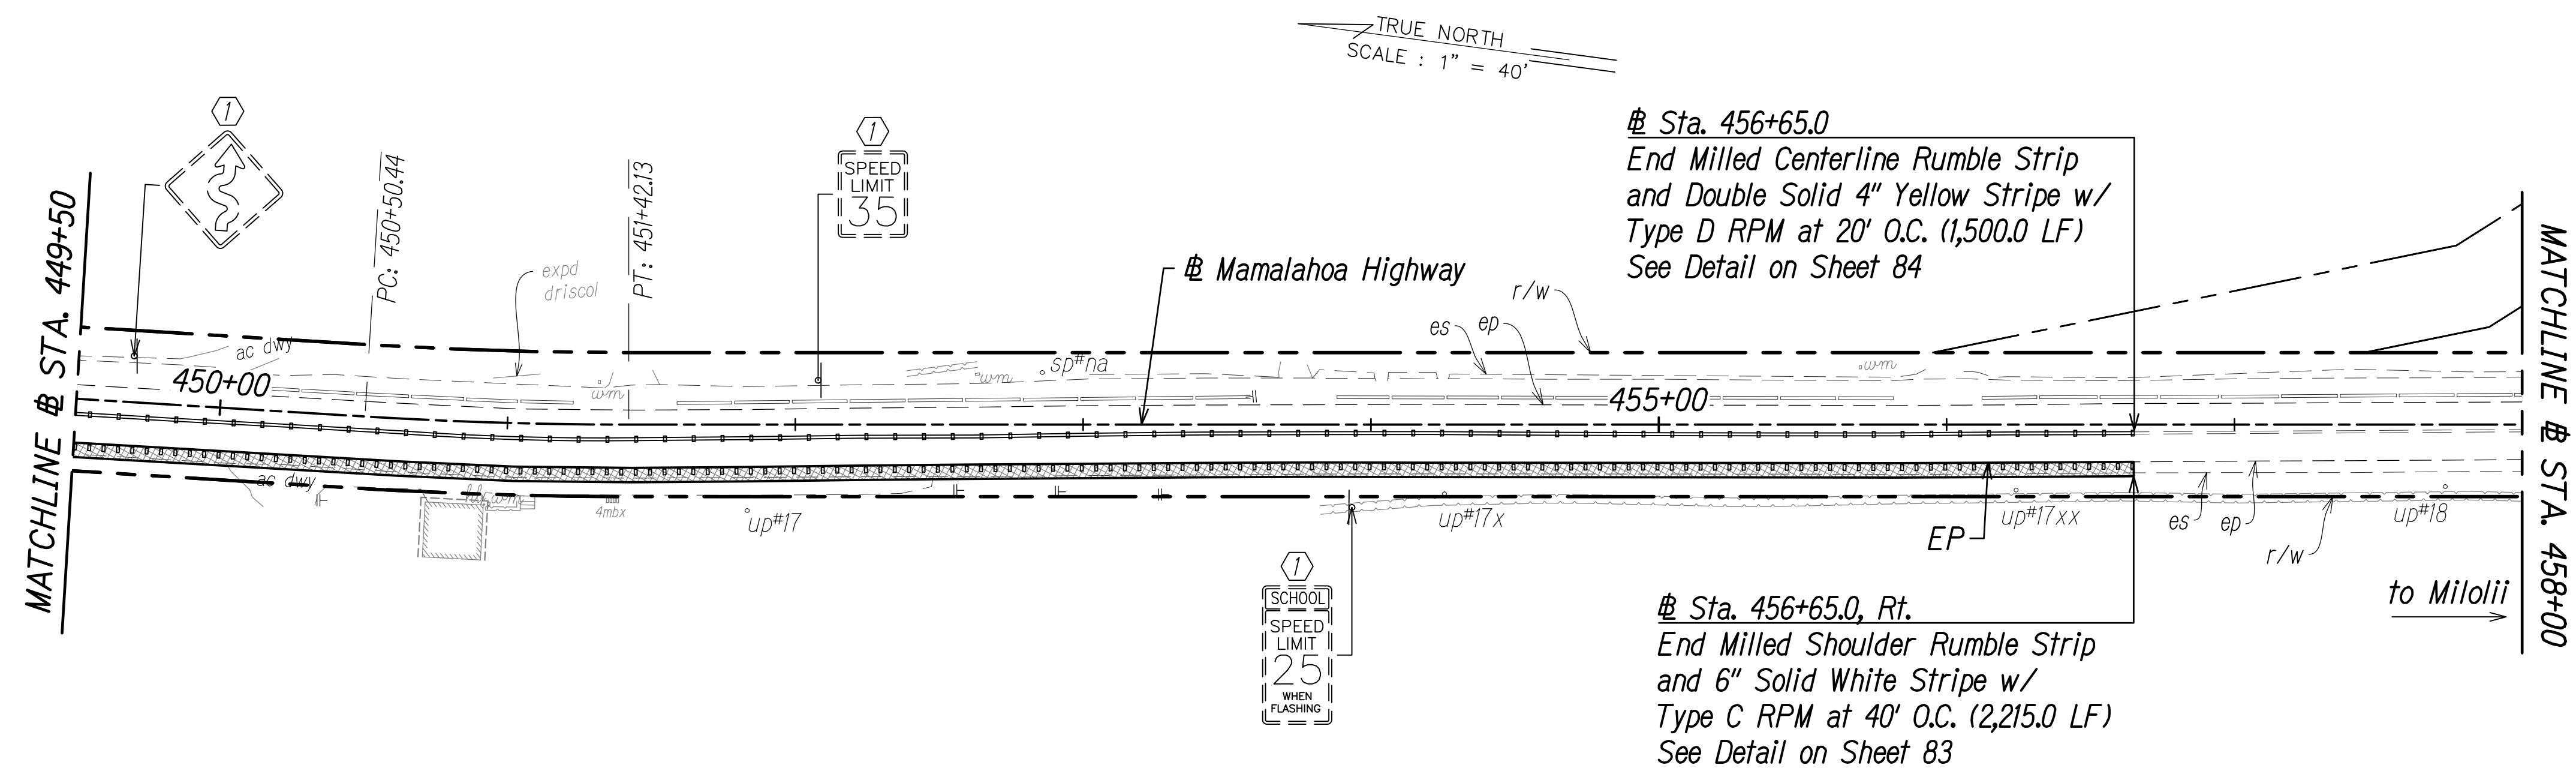 TRUE NORTH
SCALE : 1" = 40'
1
SPEED
LIMIT
35
1
PC: 450+50.44
PT: 451+42.13
℄ Sta. 456+65.0
End Milled Centerline Rumble Strip
and Double Solid 4" Yellow Stripe w/
Type D RPM at 20' O.C. (1,500.0 LF)
See Detail on Sheet 84
MATCHLINE ℄ STA. 449+50
MATCHLINE ℄ STA. 458+00
expd
driscol
℄ Mamalahoa Highway
r/w
es
ep
ac dwy
450+00
wm
wm
sp#na
wm
455+00
ac dwy
4mbx
up#17
up#17x
up#17xx
up#18
EP
es
ep
r/w
to Milolii
1
SCHOOL
SPEED
LIMIT
25
WHEN
FLASHING
℄ Sta. 456+65.0, Rt.
End Milled Shoulder Rumble Strip
and 6" Solid White Stripe w/
Type C RPM at 40' O.C. (2,215.0 LF)
See Detail on Sheet 83